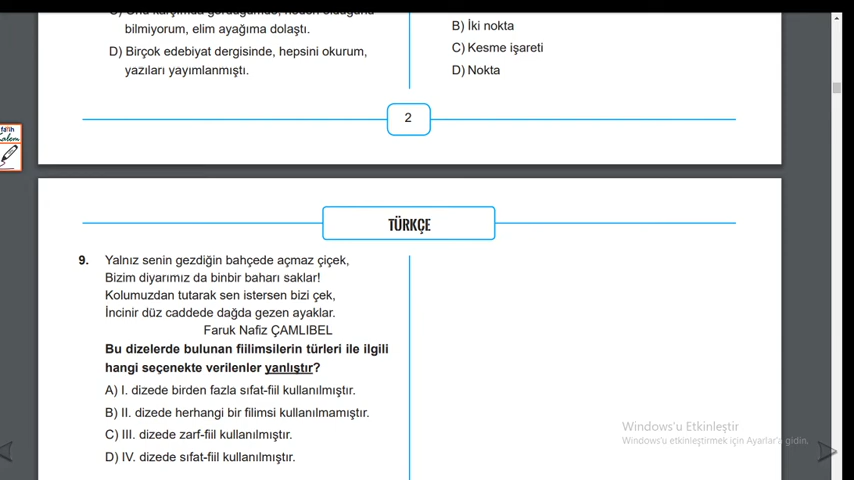 bilmiyorum, elim ayağıma dolaştı.
D) Birçok edebiyat dergisinde, hepsini okurum,
yazıları yayımlanmıştı.
B) İki nokta
C) Kesme işareti
D) Nokta
2
fatih
kalem
TÜRKÇE
9. Yalnız senin gezdiğin bahçede açmaz çiçek,
Bizim diyarımız da binbir baharı saklar!
Kolumuzdan tutarak sen istersen bizi çek,
İncinir düz caddede dağda gezen ayaklar.
Faruk Nafiz ÇAMLIBEL
Bu dizelerde bulunan fiilimsilerin türleri ile ilgili
hangi seçenekte verilenler yanlıştır?
A) I. dizede birden fazla sıfat-fiil kullanılmıştır.
B) II. dizede herhangi bir filimsi kullanılmamıştır.
C) III. dizede zarf-fiil kullanılmıştır.
D) IV. dizede sıfat-fiil kullanılmıştır.
Windows'u Etkinleştir
Windows'u etkinleştirmek için Ayarlar'a gidin.